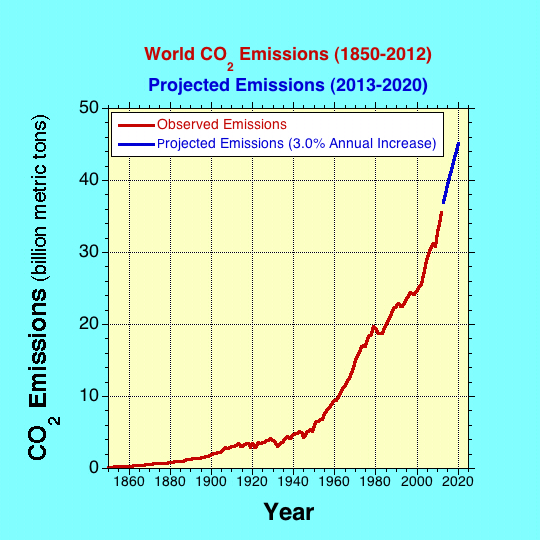 World CO2 Emissions (1850-2012)
Projected Emissions (2013-2020)
Observed Emissions
Projected Emissions (3.0% Annual Increase)
CO2 Emissions (billion metric tons)
50
40
30
20
10
0
1860 1880 1900 1920 1940 1960 1980 2000 2020
Year